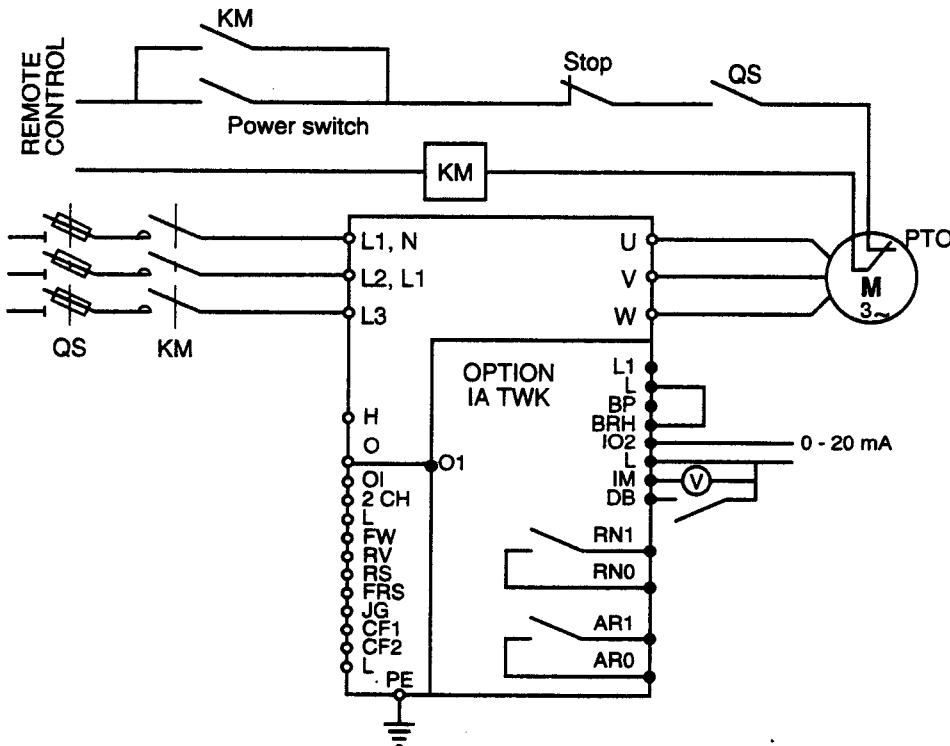 KM
REMOTE
CONTROL
Stop
QS
Power switch
KM
L1, N
U
PTO
L2, L1
V
M
3~
L3
W
QS
KM
OPTION
IA TWK
L1
L
BP
BRH
IO2
0 - 20 mA
L
IM
V
DB
H
O
O1
OI
2 CH
L
FW
RV
RS
FRS
JG
CF1
CF2
L
PE
RN1
RN0
AR1
AR0